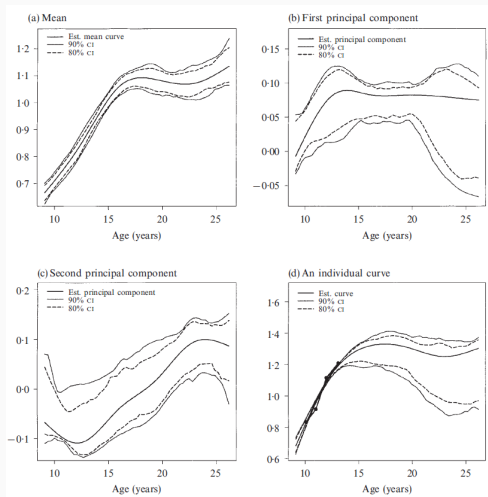 (a) Mean
Est. mean curve
90% CI
80% CI
1·2
1·1
1·0
0·9
0·8
0·7
10 15 20 25
Age (years)
(b) First principal component
Est. principal component
90% CI
80% CI
0·15
0·10
0·05
0·00
−0·05
10 15 20 25
Age (years)
(c) Second principal component
Est. principal component
90% CI
80% CI
0·2
0·1
0·0
−0·1
10 15 20 25
Age (years)
(d) An individual curve
Est. curve
90% CI
80% CI
1·6
1·4
1·2
1·0
0·8
0·6
10 15 20 25
Age (years)